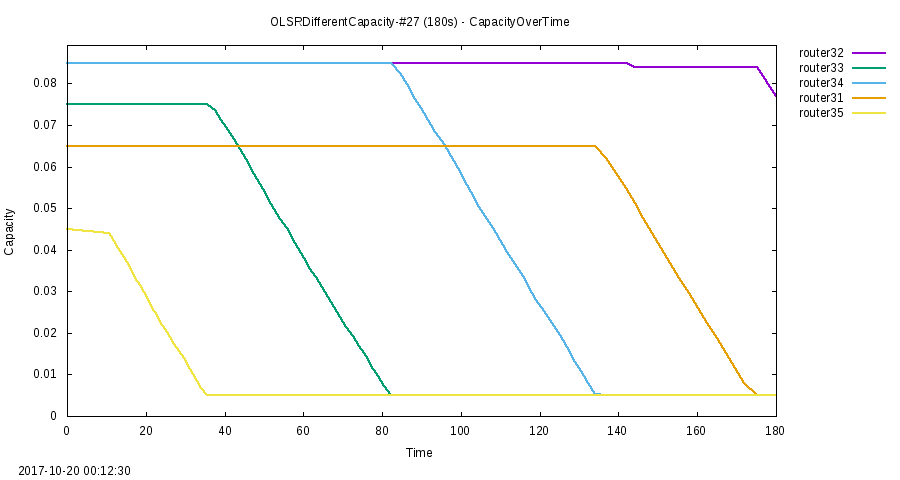 OLSRDifferentCapacity-#27 (180s) - CapacityOverTime
router32
router33
router34
router31
router35
0.08
0.07
0.06
0.05
0.04
0.03
0.02
0.01
0
Capacity
0 20 40 60 80 100 120 140 160 180
Time
2017-10-20 00:12:30